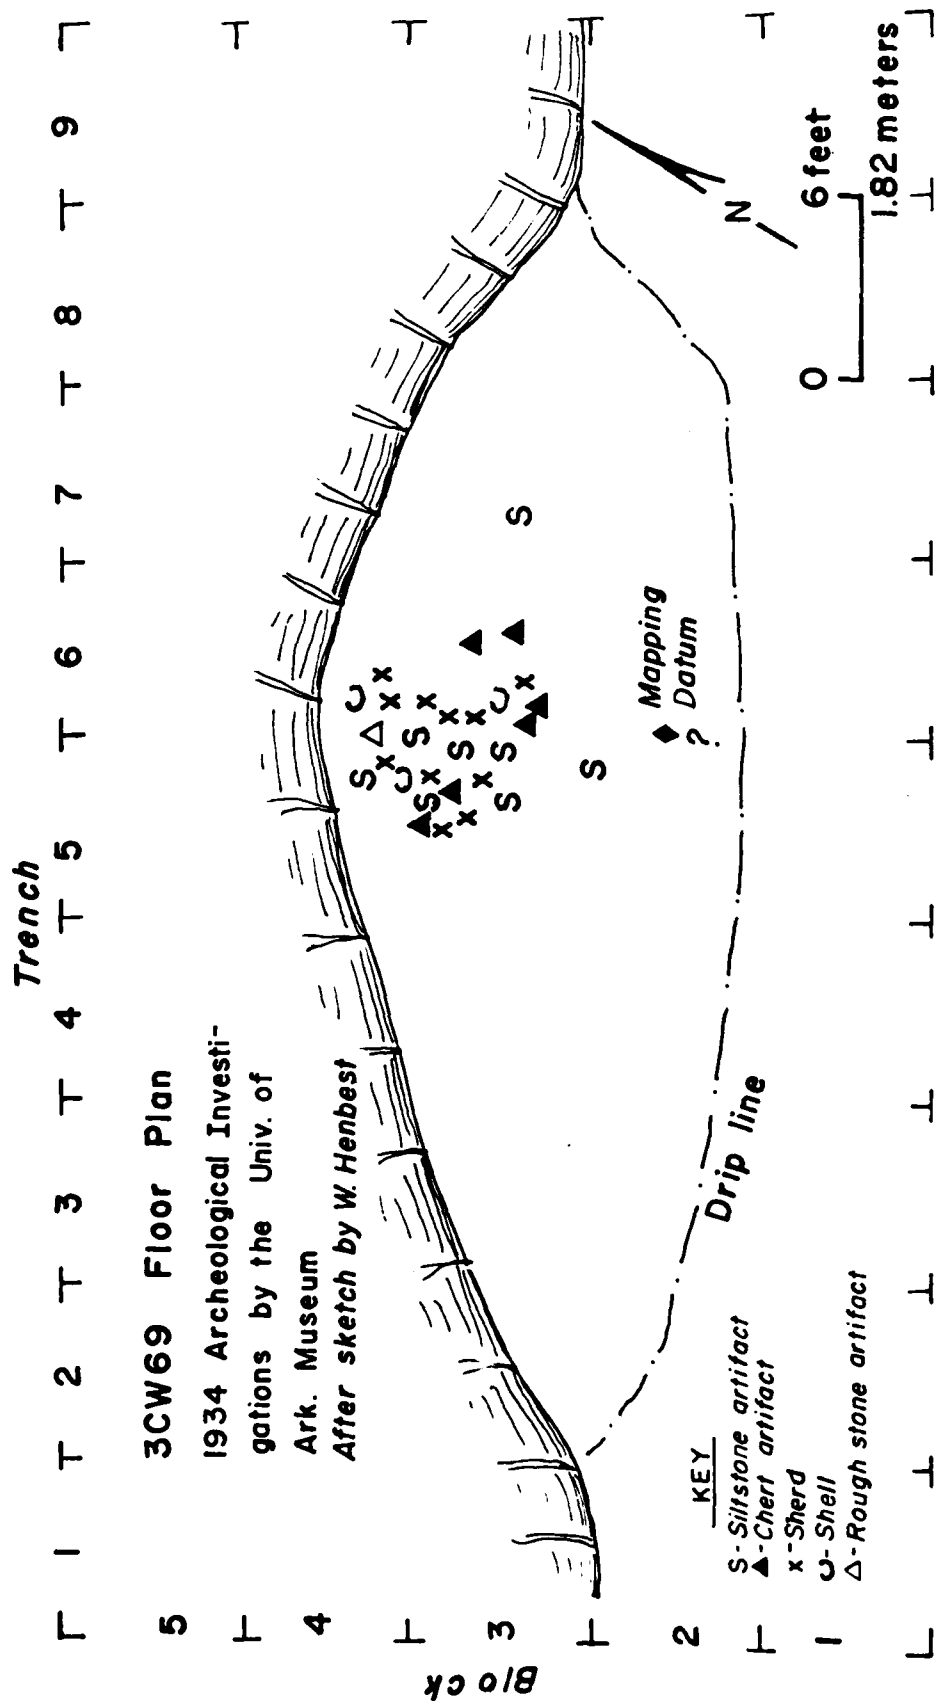 Trench
1 2 3 4 5 6 7 8 9
3CW69 Floor Plan
1934 Archeological Investi-
gations by the Univ. of
Ark. Museum
After sketch by W. Henbest
Block
5
4
3
2
1
S
S
S
S
S
S
S
S
S
x
x
x
x
x
x
x
x
x
x
x
x
?
Mapping
Datum
Drip line
N
KEY
S - Siltstone artifact
▲ - Chert artifact
x - Sherd
- Shell
△ - Rough stone artifact
0 6 feet
1.82 meters